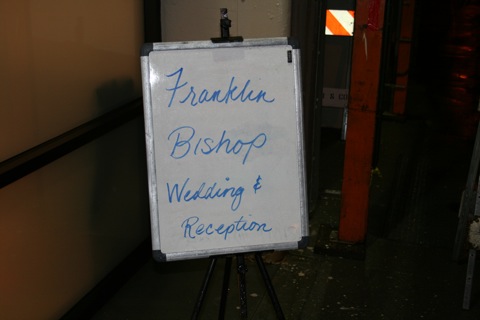 Franklin
Bishop
Wedding &
Reception